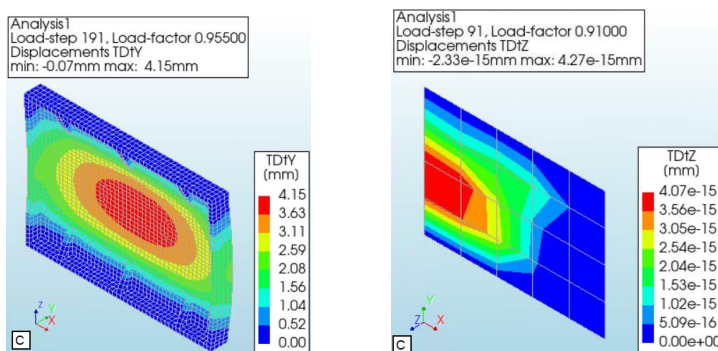 Analysis1
Load-step 191, Load-factor 0.95500
Displacements TDtY
min: -0.07mm max: 4.15mm
TDtY
(mm)
4.15
3.63
3.11
2.59
2.08
1.56
1.04
0.52
0.00
Z
Y
X
C
Analysis1
Load-step 91, Load-factor 0.91000
Displacements TDtZ
min: -2.33e-15mm max: 4.27e-15mm
TDtZ
(mm)
4.07e-15
3.56e-15
3.05e-15
2.54e-15
2.04e-15
1.53e-15
1.02e-15
5.09e-16
0.00e+00
Y
Z
X
C